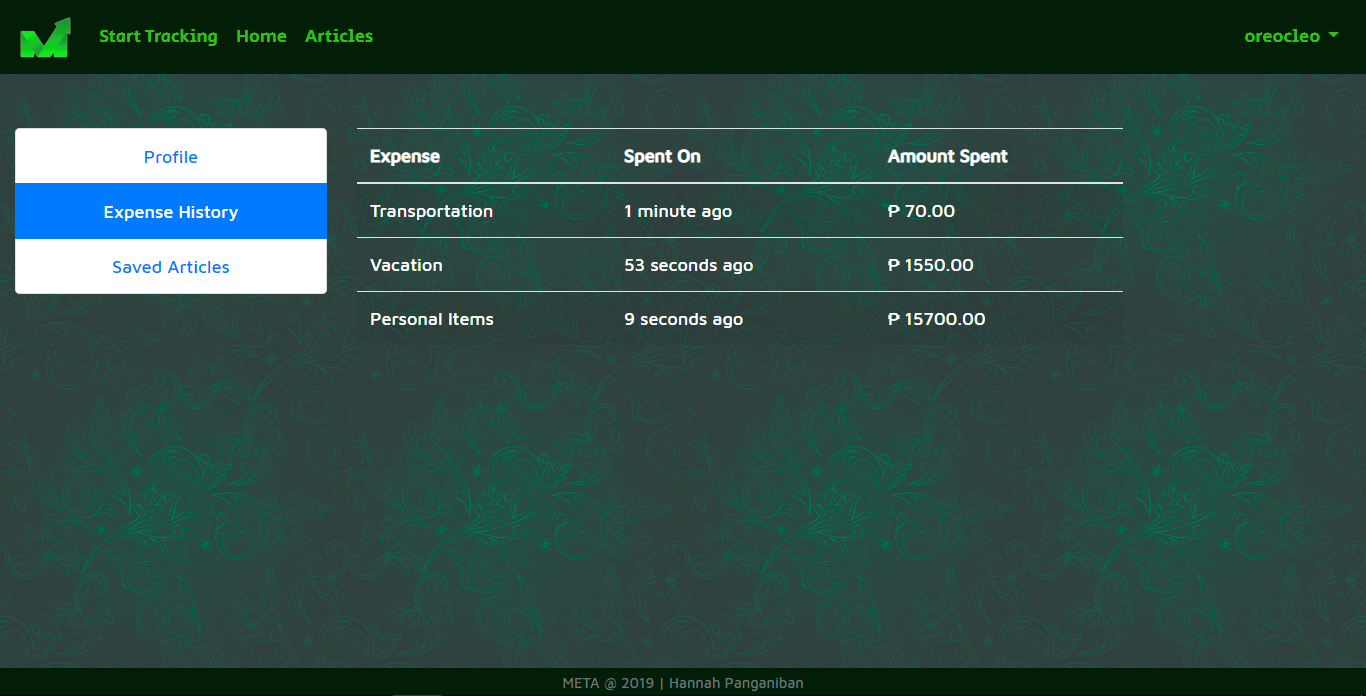 Start Tracking Home Articles oreocleo
Profile
Expense History
Saved Articles
Expense Spent On Amount Spent
Transportation 1 minute ago ₱ 70.00
Vacation 53 seconds ago ₱ 1550.00
Personal Items 9 seconds ago ₱ 15700.00
META @ 2019 | Hannah Panganiban